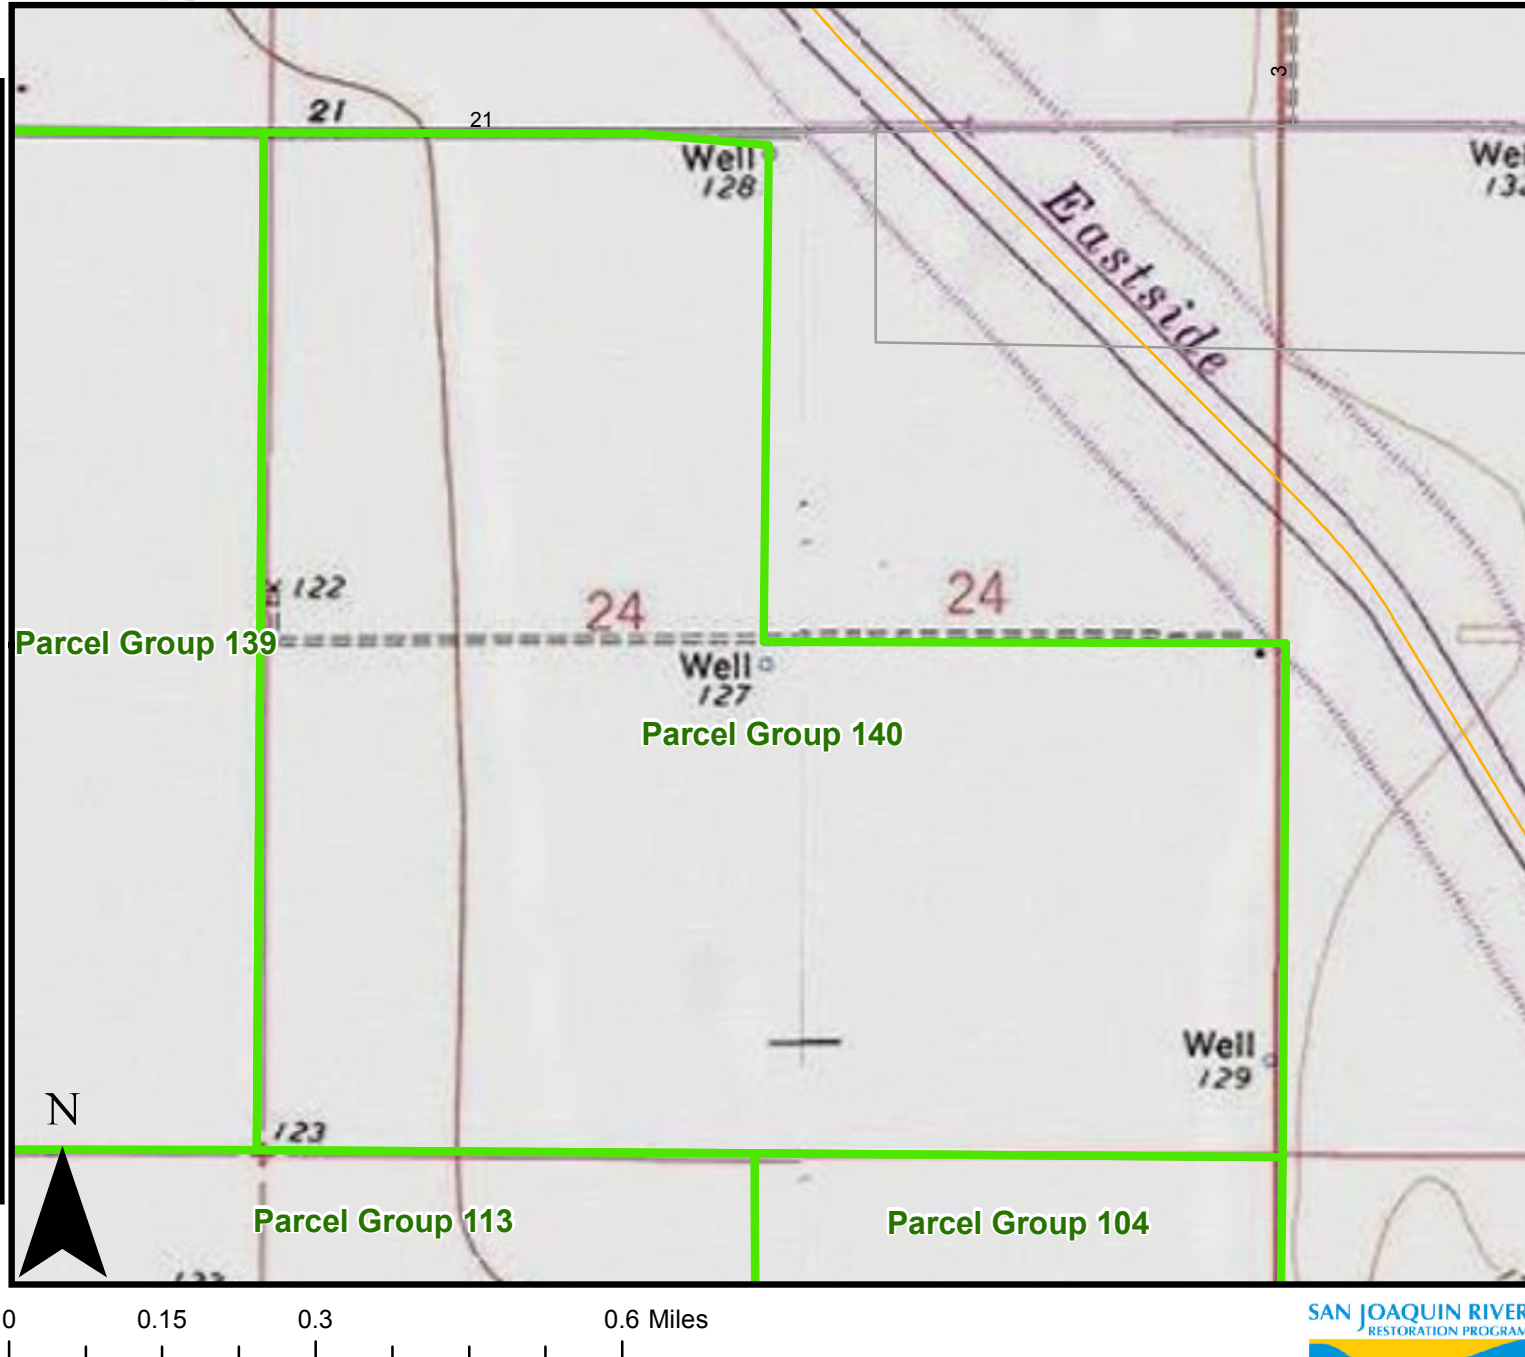 3
21
21
Well
128
Wel
132
Eastside
122
24
24
Parcel Group 139
Well
127
Parcel Group 140
Well
129
N
123
Parcel Group 113
Parcel Group 104
0 0.15 0.3 0.6 Miles
SAN JOAQUIN RIVER
RESTORATION PROGRAM